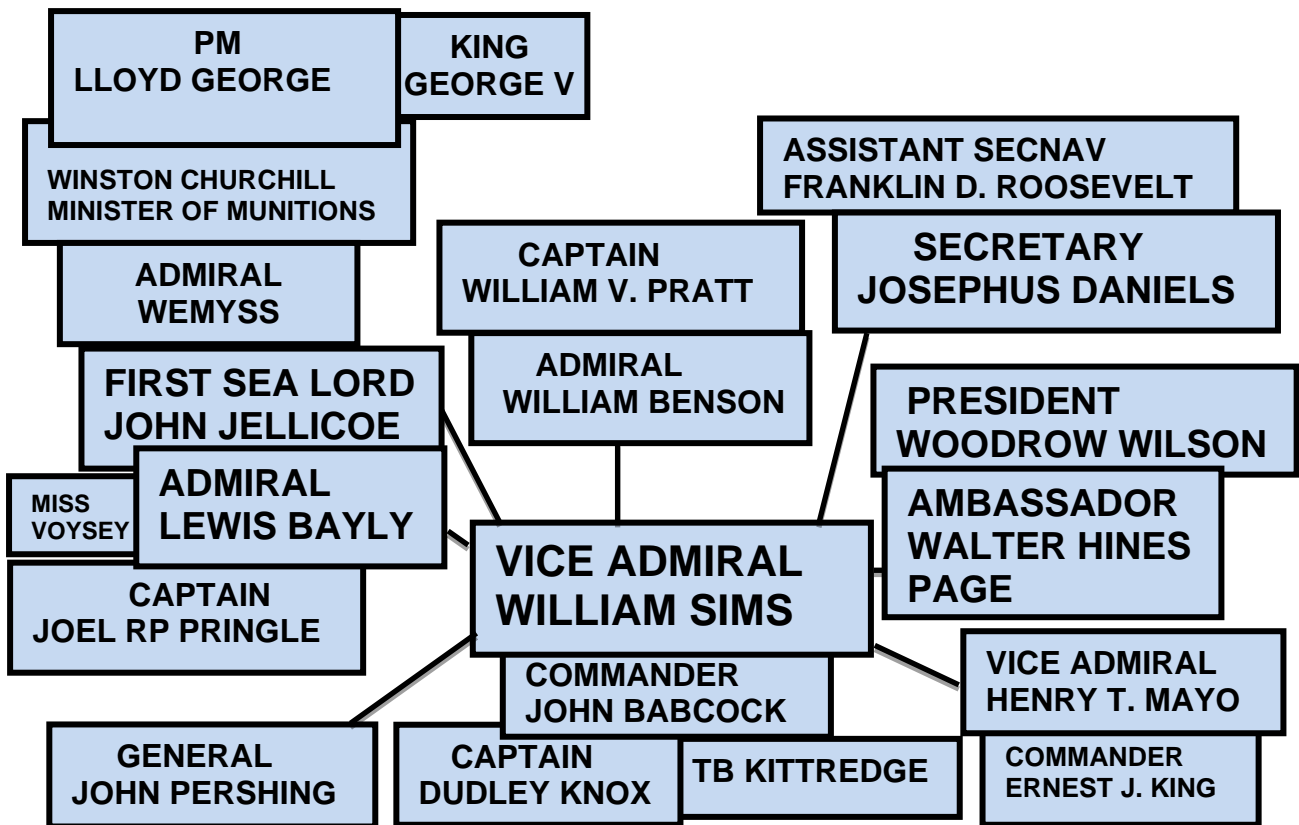 PM
LLOYD GEORGE
KING
GEORGE V
WINSTON CHURCHILL
MINISTER OF MUNITIONS
ASSISTANT SECNAV
FRANKLIN D. ROOSEVELT
ADMIRAL
WEMYSS
CAPTAIN
WILLIAM V. PRATT
SECRETARY
JOSEPHUS DANIELS
FIRST SEA LORD
JOHN JELLICOE
ADMIRAL
WILLIAM BENSON
PRESIDENT
WOODROW WILSON
MISS
VOYSEY
ADMIRAL
LEWIS BAYLY
AMBASSADOR
WALTER HINES
PAGE
VICE ADMIRAL
WILLIAM SIMS
CAPTAIN
JOEL RP PRINGLE
COMMANDER
JOHN BABCOCK
VICE ADMIRAL
HENRY T. MAYO
GENERAL
JOHN PERSHING
CAPTAIN
DUDLEY KNOX
TB KITTREDGE
COMMANDER
ERNEST J. KING